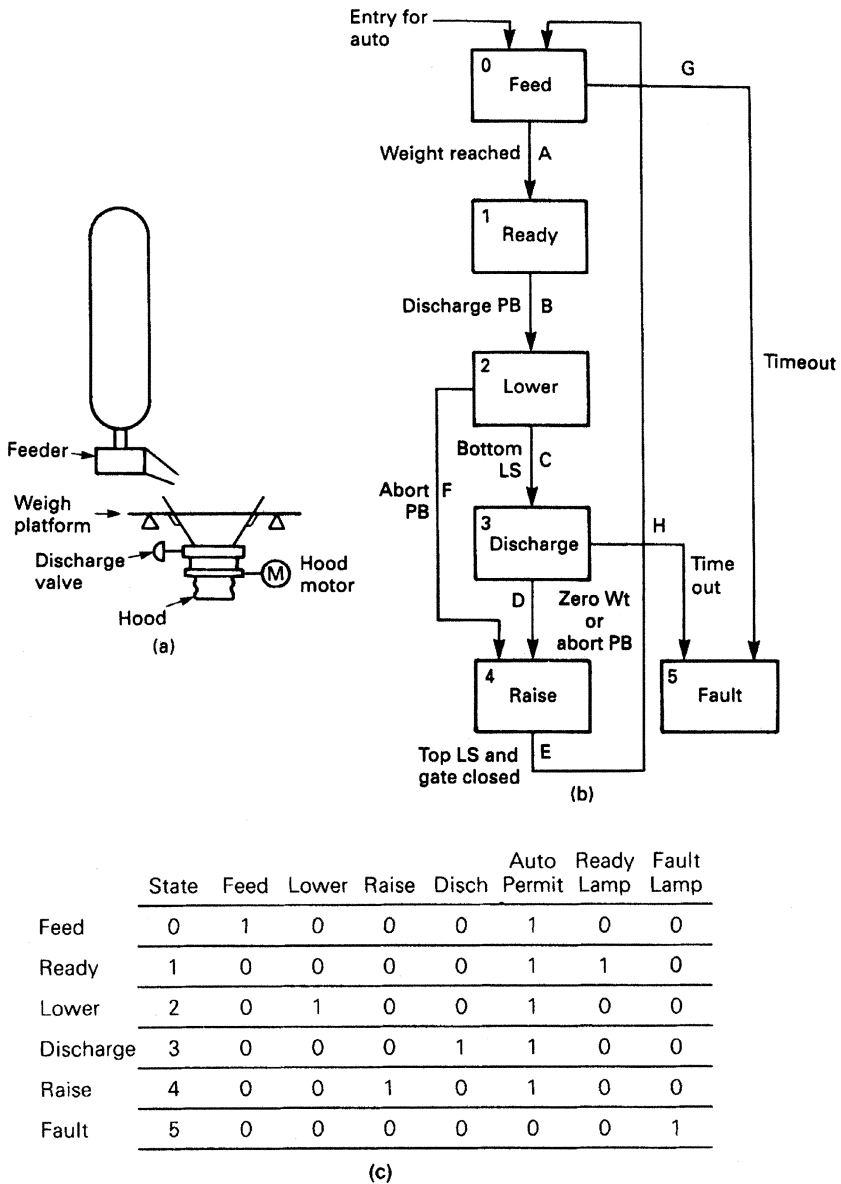 Entry for
auto
0
Feed
G
Weight reached A
1
Ready
Discharge PB B
Timeout
2
Lower
Bottom
LS C
Abort F
PB
3
Discharge
H
Time
out
D
Zero Wt
or
abort PB
4
Raise
5
Fault
Top LS and
gate closed
E
(b)
Feeder
Weigh
platform
Discharge
valve
M
Hood
motor
Hood
(a)
State Feed Lower Raise Disch Auto Permit Ready Lamp Fault Lamp
Feed 0 1 0 0 0 1 0 0
Ready 1 0 0 0 0 1 1 0
Lower 2 0 1 0 0 1 0 0
Discharge 3 0 0 0 1 1 0 0
Raise 4 0 0 1 0 1 0 0
Fault 5 0 0 0 0 0 0 1
(c)